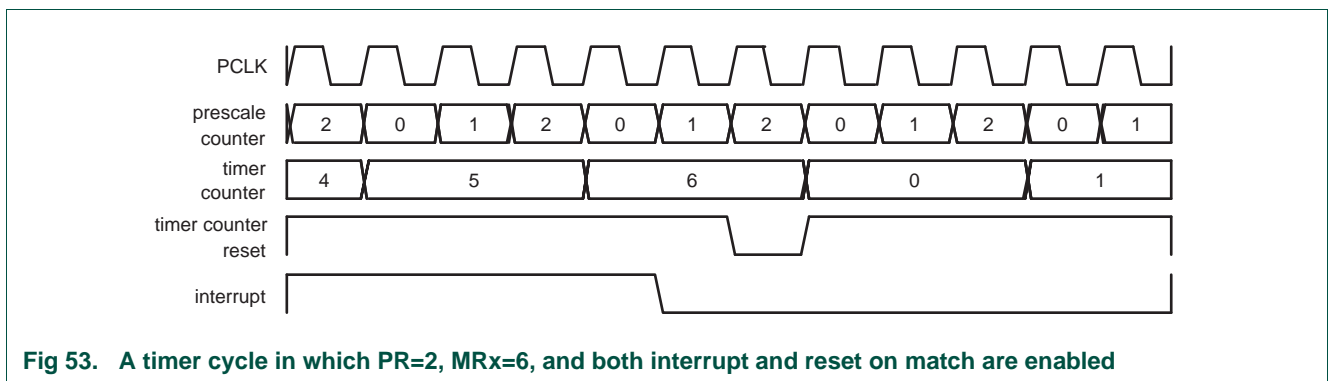 PCLK
prescale
counter
2 0 1 2 0 1 2 0 1 2 0 1
timer
counter
4 5 6 0 1
timer counter
reset
interrupt
Fig 53. A timer cycle in which PR=2, MRx=6, and both interrupt and reset on match are enabled